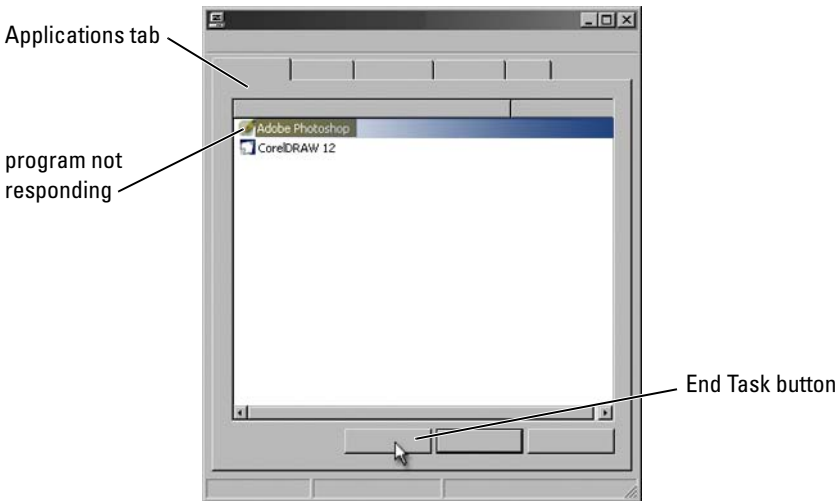 Applications tab
Adobe Photoshop
CorelDRAW 12
program not
responding
End Task button